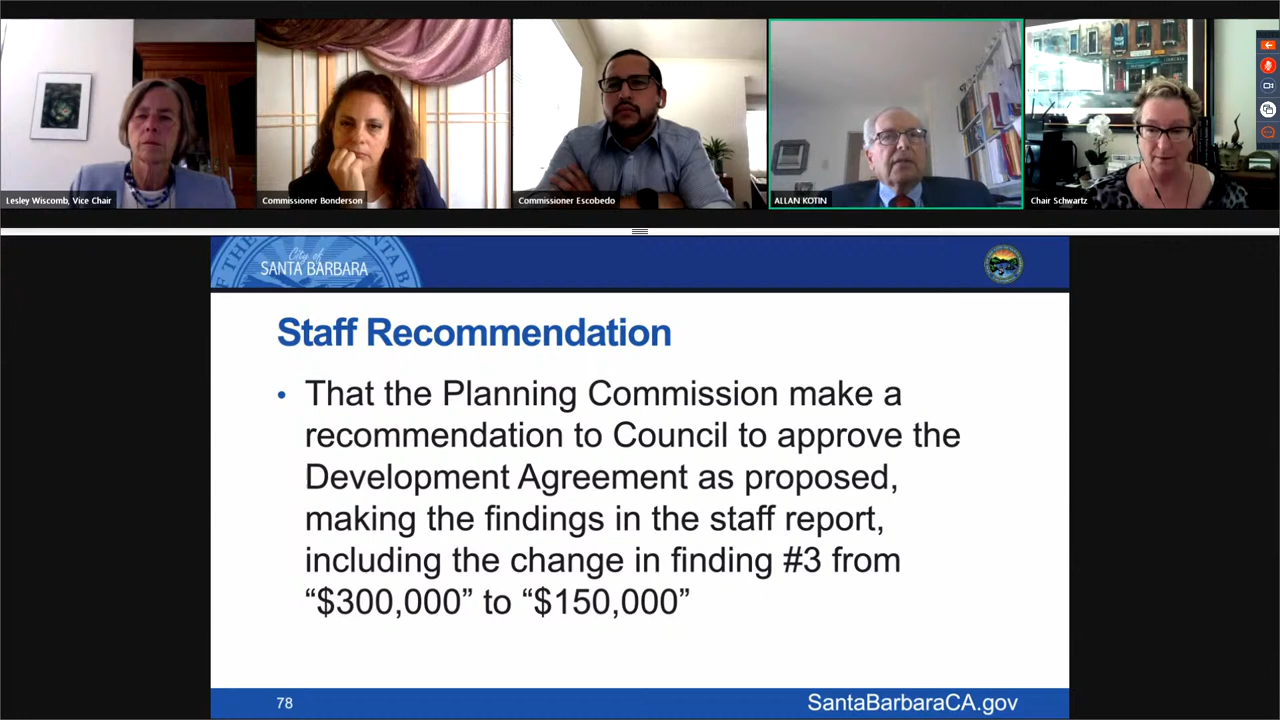 Lesley Wiscomb, Vice Chair
Commissioner Bonderson
Commissioner Escobedo
ALLAN KOTIN
Chair Schwartz
City of
SANTA BARBARA
Staff Recommendation
• That the Planning Commission make a
recommendation to Council to approve the
Development Agreement as proposed,
making the findings in the staff report,
including the change in finding #3 from
“$300,000” to “$150,000”
78
SantaBarbaraCA.gov